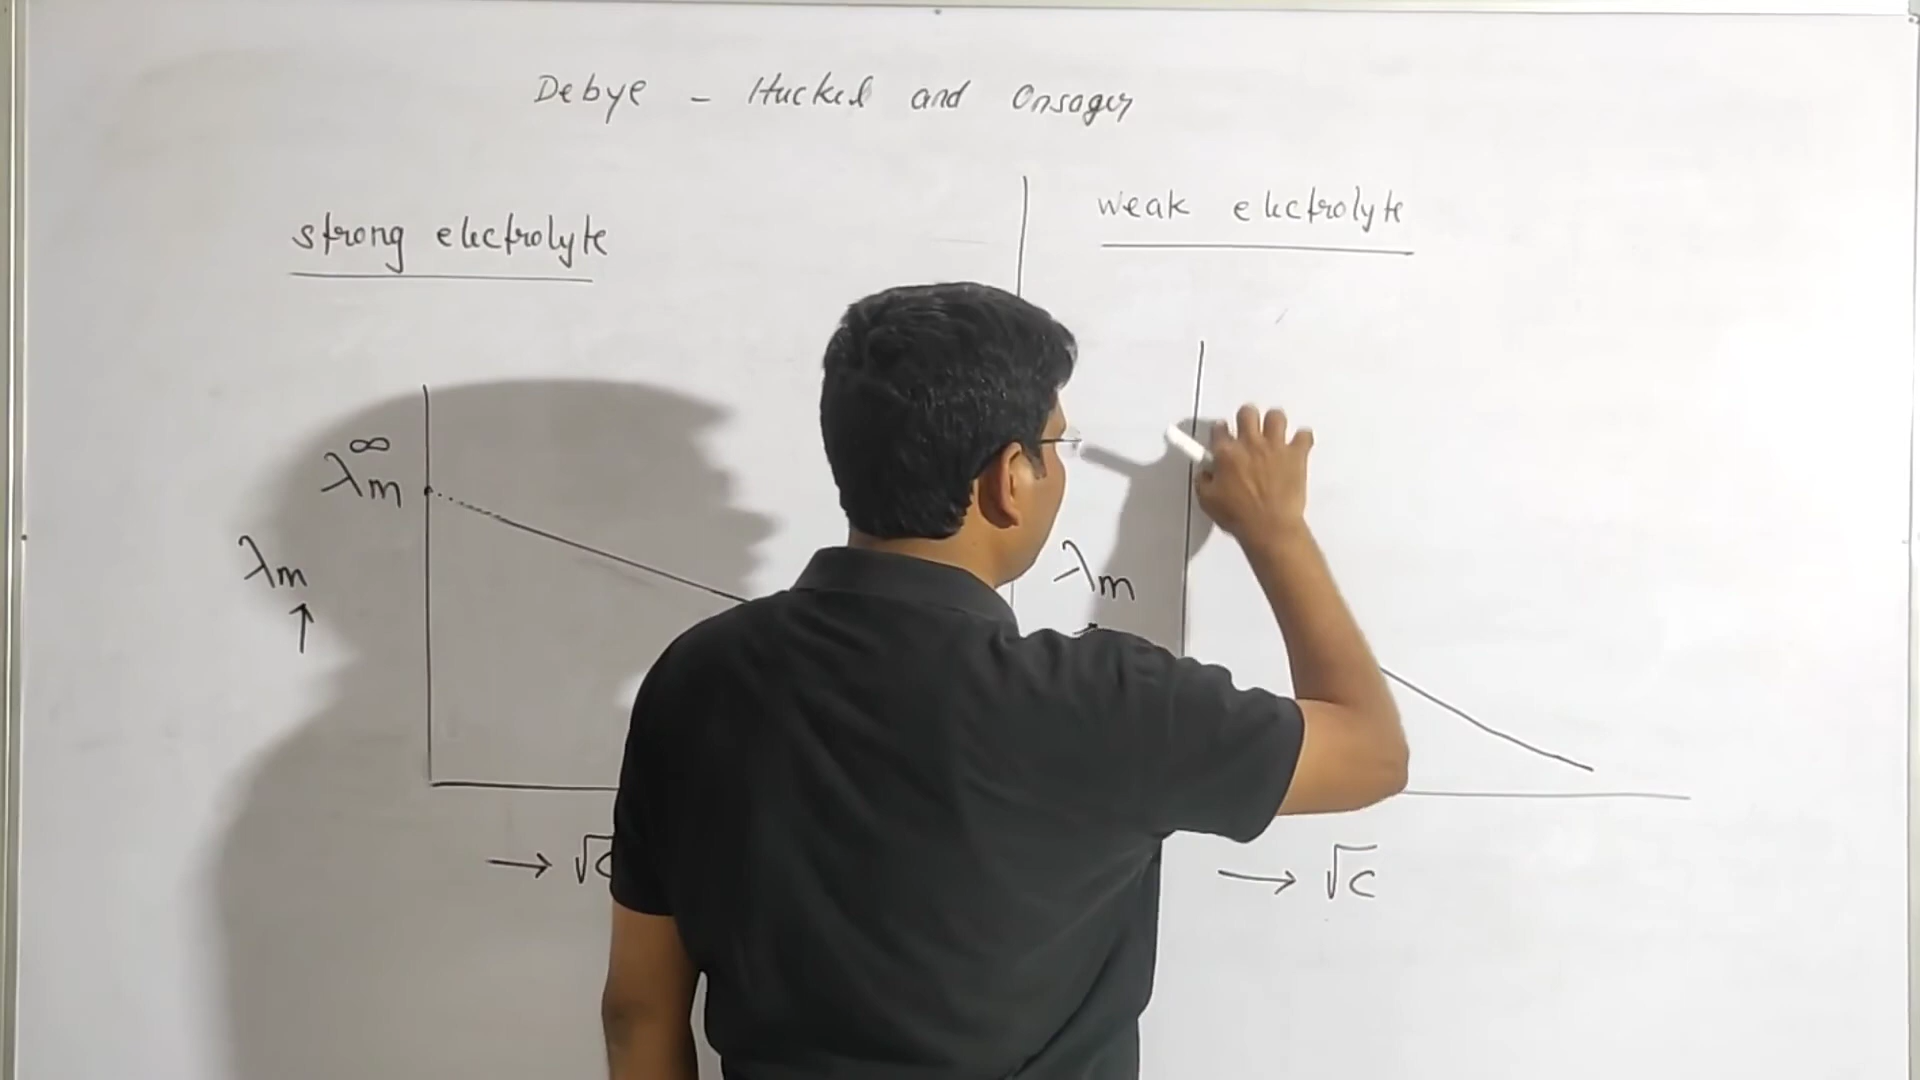 Debye - Huckel and Onsager
strong electrolyte
weak electrolyte
λm∞
λm
↑
λm
→ √c
→ √c